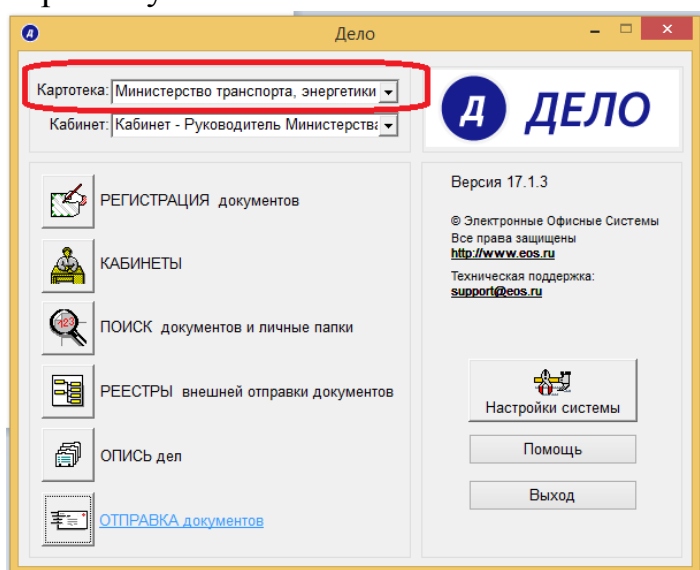 Дело
Картотека: Министерство транспорта, энергетики
Кабинет: Кабинет - Руководитель Министерства
Д ДЕЛО
РЕГИСТРАЦИЯ документов
КАБИНЕТЫ
ПОИСК документов и личные папки
РЕЕСТРЫ внешней отправки документов
ОПИСЬ дел
ОТПРАВКА документов
Версия 17.1.3
© Электронные Офисные Системы
Все права защищены
http://www.eos.ru
Техническая поддержка:
support@eos.ru
Настройки системы
Помощь
Выход